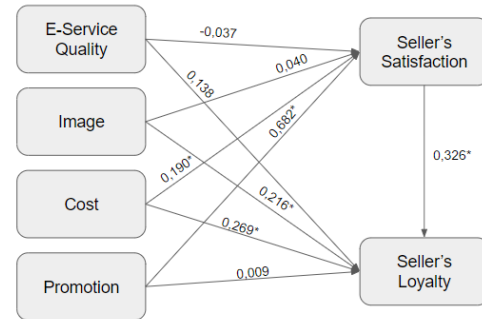 E-Service
Quality
-0,037
Seller's
Satisfaction
0,040
0,138
Image
0,682*
0,326*
0,190*
Cost
0,216*
0,269*
Promotion
0,009
Seller's
Loyalty